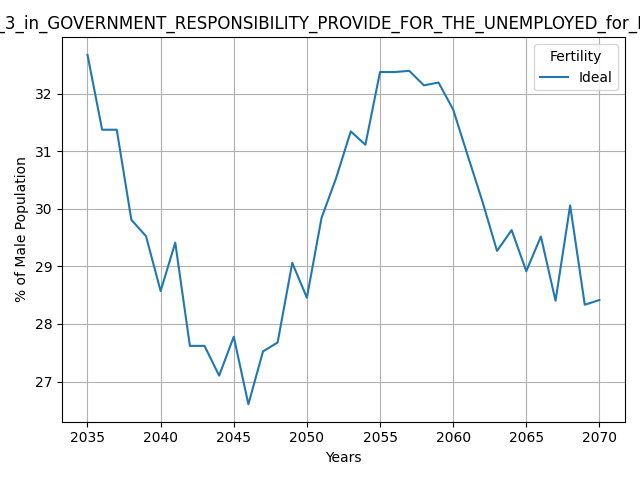 _3_in_GOVERNMENT_RESPONSIBILITY_PROVIDE_FOR_THE_UNEMPLOYED_for_
Fertility
Ideal
% of Male Population
32
31
30
29
28
27
2035 2040 2045 2050 2055 2060 2065 2070
Years